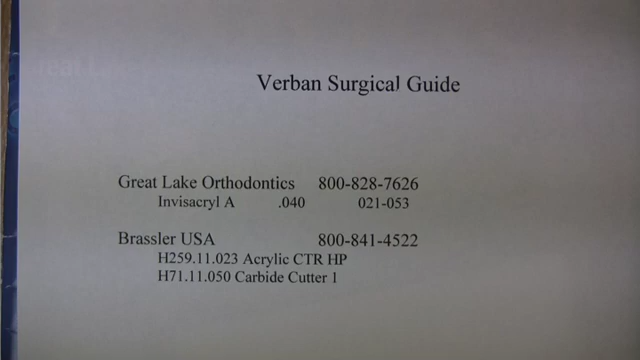 Verban Surgical Guide
Great Lake Orthodontics 800-828-7626
Invisacryl A .040 021-053
Brassler USA 800-841-4522
H259.11.023 Acrylic CTR HP
H71.11.050 Carbide Cutter 1